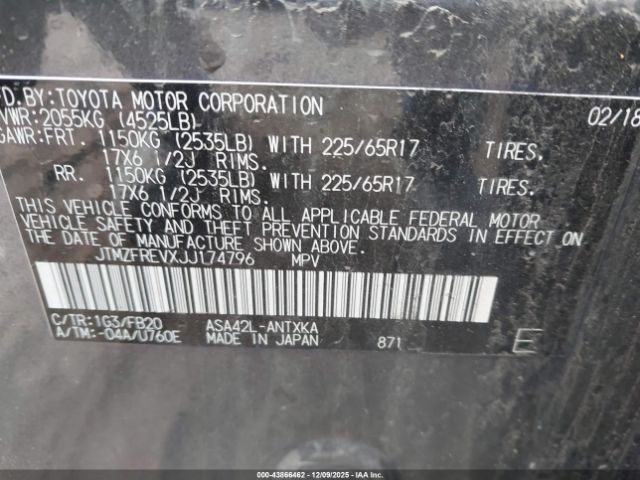 FD.BY:TOYOTA MOTOR CORPORATION 02/18
VWR:2055KG (4525LB)
GAWR:FRT. 1150KG (2535LB) WITH 225/65R17 TIRES.
17X6 1/2J RIMS.
RR. 1150KG (2535LB) WITH 225/65R17 TIRES.
17X6 1/2J RIMS.
THIS VEHICLE CONFORMS TO ALL APPLICABLE FEDERAL MOTOR
VEHICLE SAFETY AND THEFT PREVENTION STANDARDS IN EFFECT ON
THE DATE OF MANUFACTURE SHOWN ABOVE.
JTMZFREVXJJ174796 MPV
C/TR:1G3/FB20 ASA42L-ANTXKA
A/TM:-04A/U760E MADE IN JAPAN 871 E
000-43866462 - 12/09/2025 - IAA Inc.